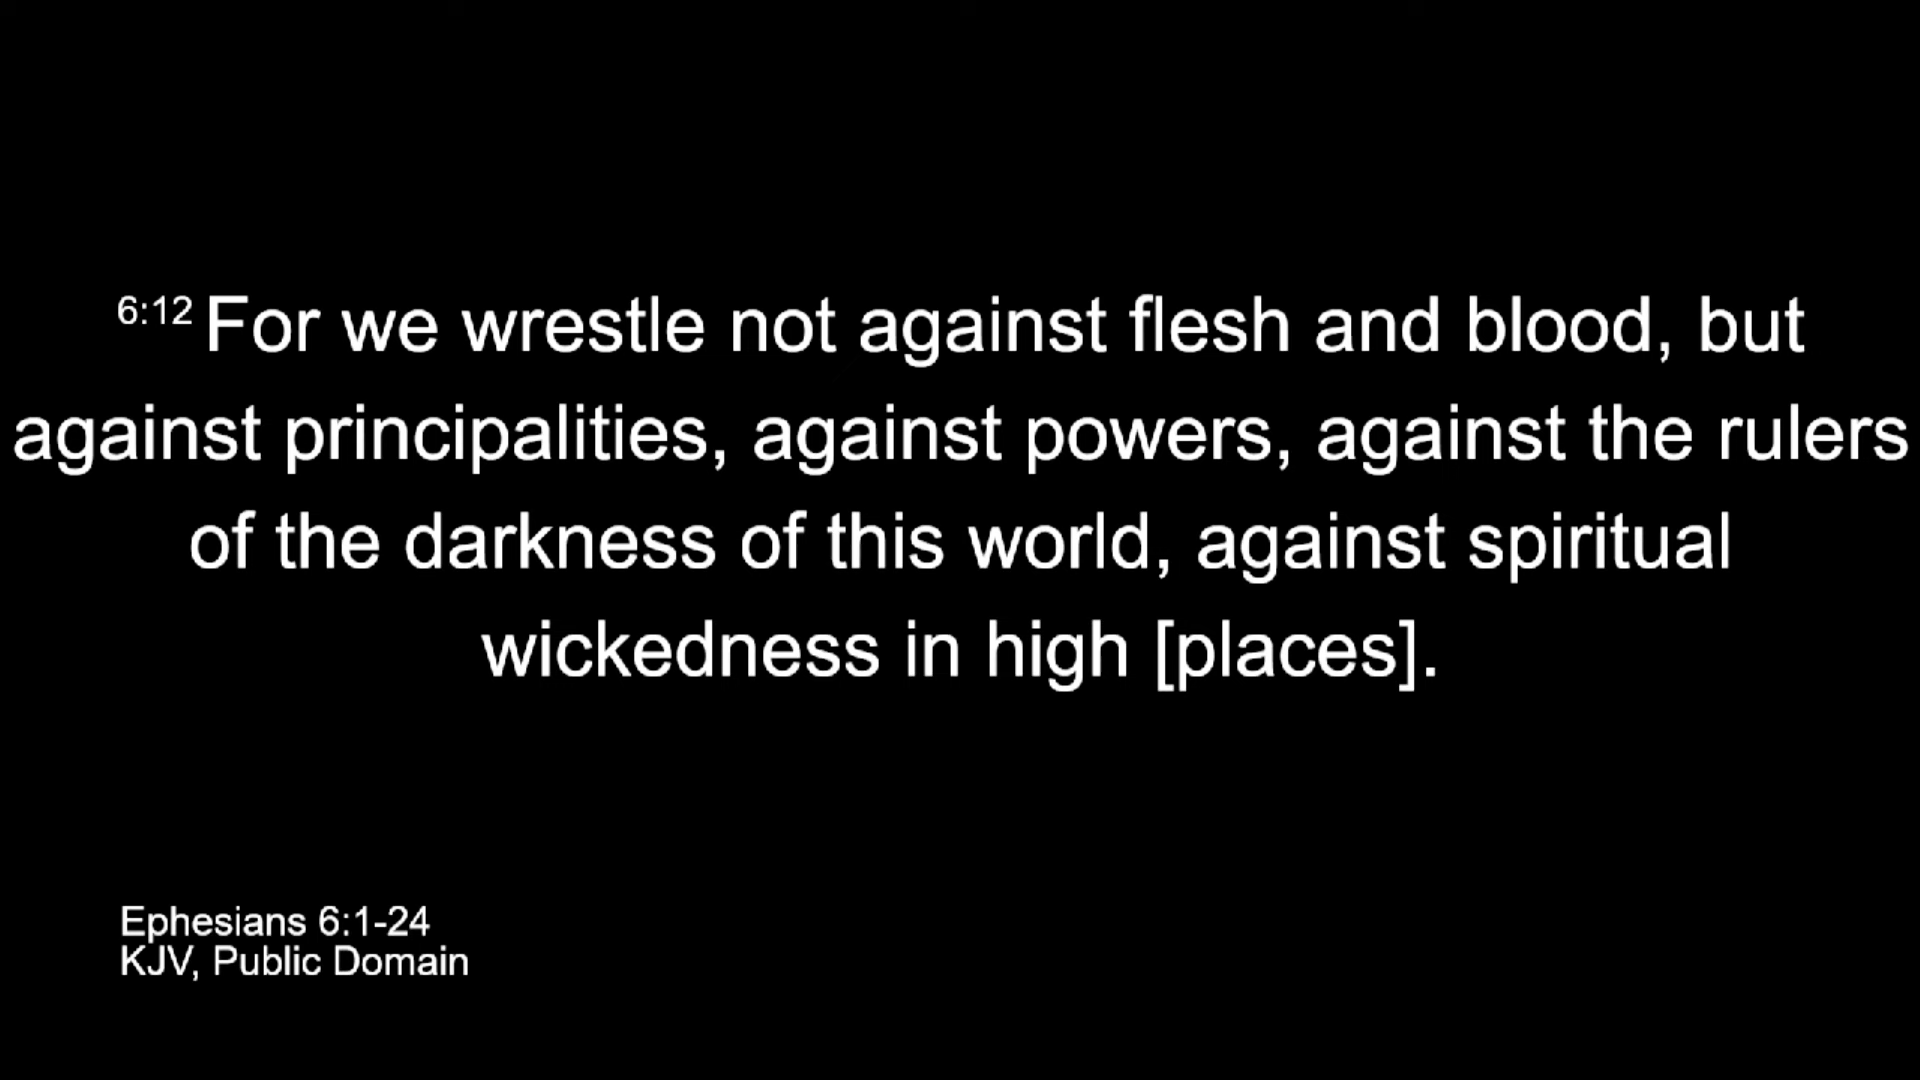 6:12 For we wrestle not against flesh and blood, but
against principalities, against powers, against the rulers
of the darkness of this world, against spiritual
wickedness in high [places].
Ephesians 6:1-24
KJV, Public Domain